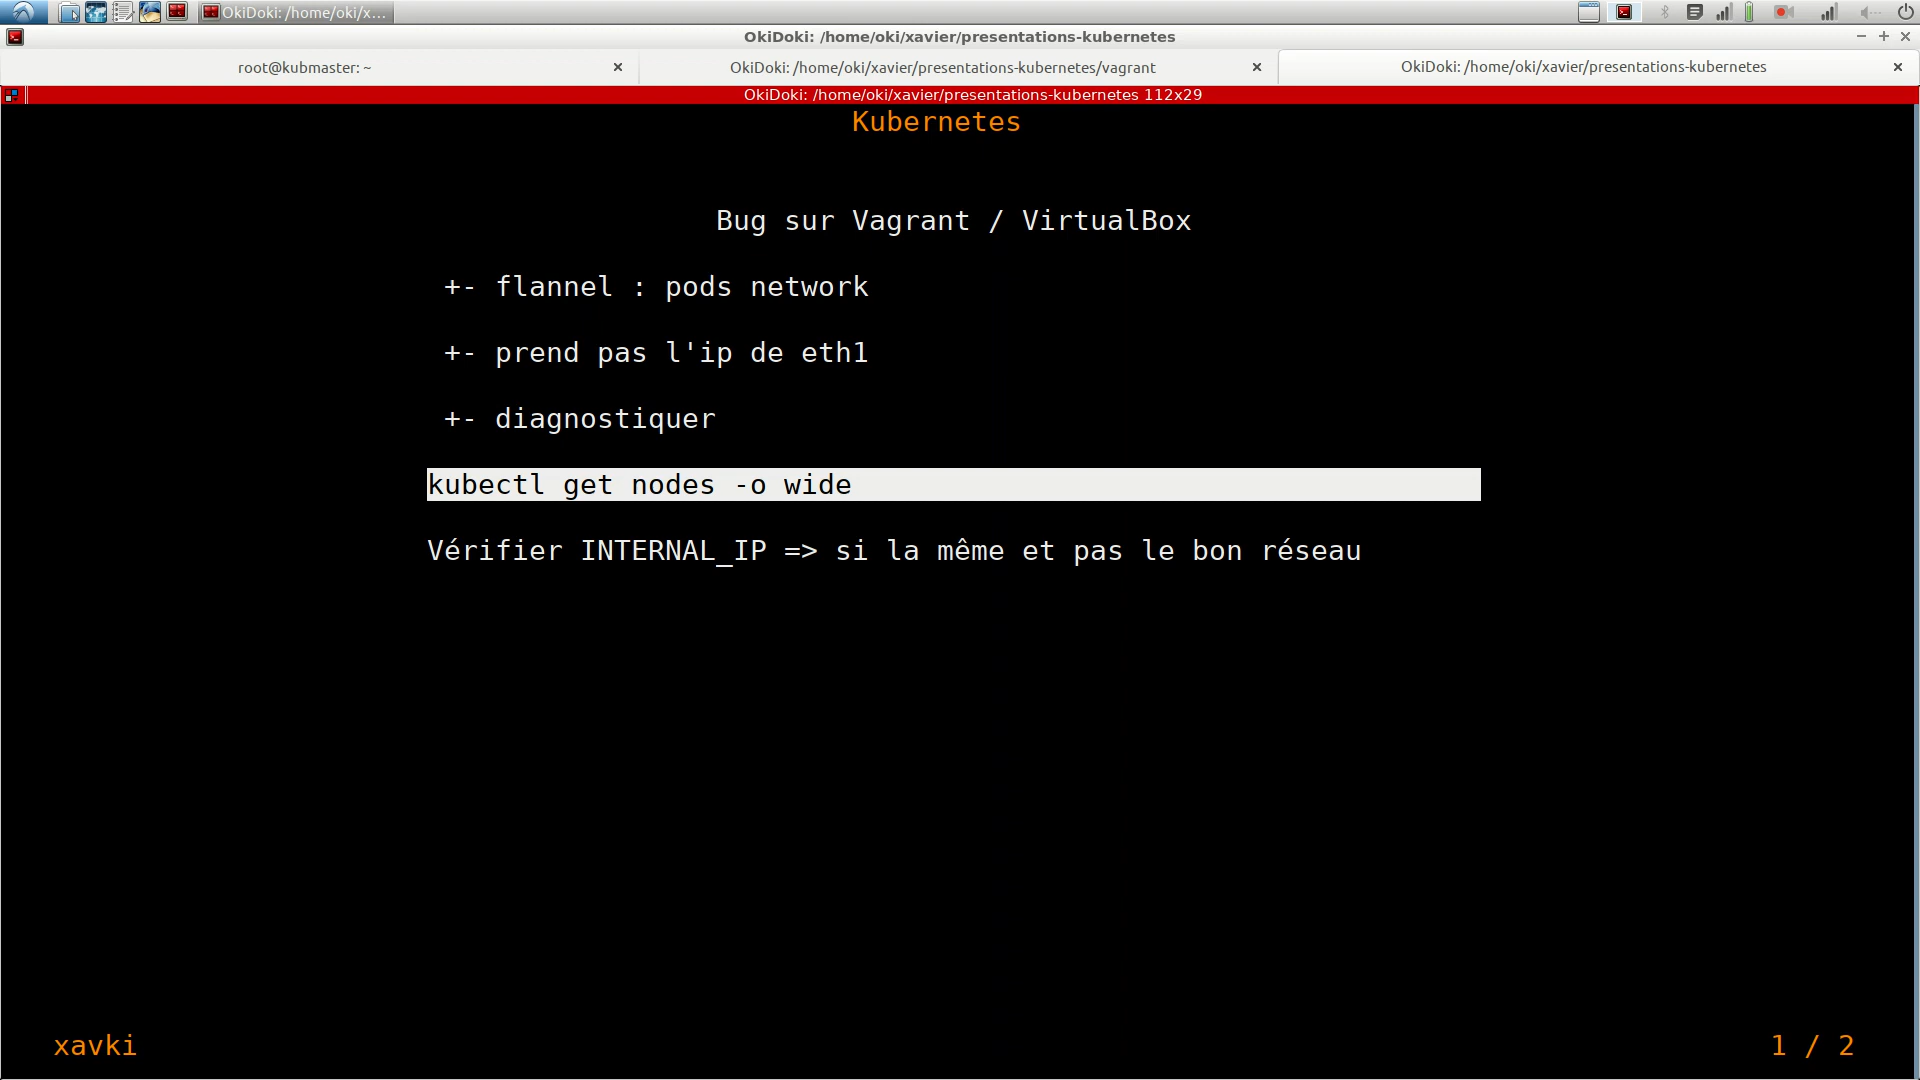 OkiDoki: /home/oki/x...
OkiDoki: /home/oki/xavier/presentations-kubernetes
root@kubmaster: ~
OkiDoki: /home/oki/xavier/presentations-kubernetes/vagrant
OkiDoki: /home/oki/xavier/presentations-kubernetes
OkiDoki: /home/oki/xavier/presentations-kubernetes 112x29
Kubernetes
Bug sur Vagrant / VirtualBox
+- flannel : pods network
+- prend pas l'ip de eth1
+- diagnostiquer
kubectl get nodes -o wide
Vérifier INTERNAL_IP => si la même et pas le bon réseau
xavki
1 / 2